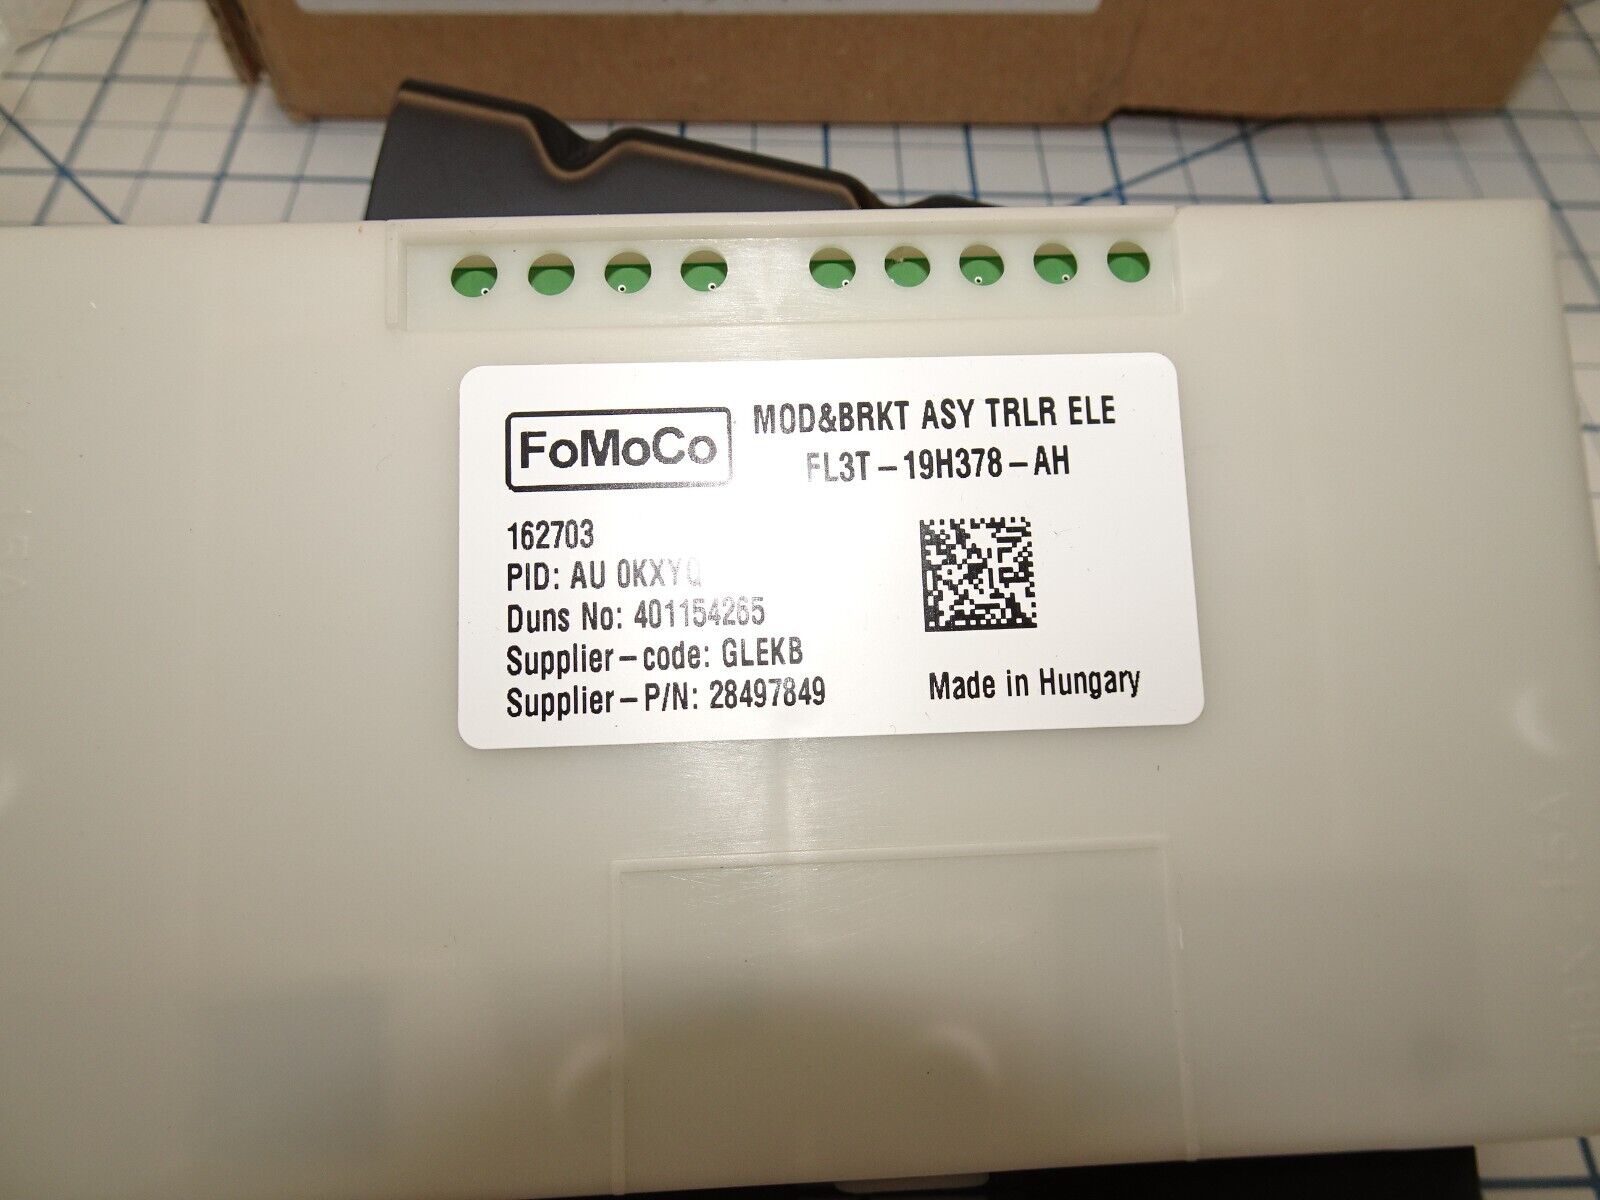 FoMoCo
MOD&BRKT ASY TRLR ELE
FL3T-19H378-AH
162703
PID: AU 0KXYQ
Duns No: 401154265
Supplier-code: GLEKB
Supplier-P/N: 28497849
Made in Hungary